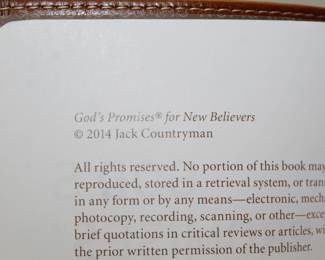 God's Promises® for New Believers
© 2014 Jack Countryman
All rights reserved. No portion of this book may
reproduced, stored in a retrieval system, or
in any form or by any means—electronic,
photocopy, recording, scanning, or other—
brief quotations in critical reviews or articles,
the prior written permission of the publisher.